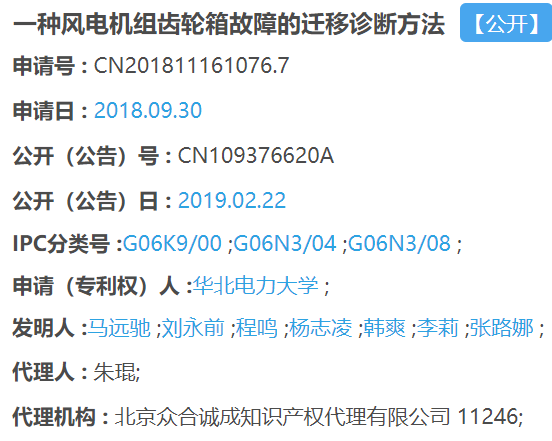 一种风电机组齿轮箱故障的迁移诊断方法 【公开】
申请号 : CN201811161076.7
申请日 : 2018.09.30
公开（公告）号 : CN109376620A
公开（公告）日 : 2019.02.22
IPC分类号 :G06K9/00 ;G06N3/04 ;G06N3/08 ;
申请（专利权）人 :华北电力大学 ;
发明人 :马远驰 ;刘永前 ;程鸣 ;杨志凌 ;韩爽 ;李莉 ;张路娜 ;
代理人 : 朱琨;
代理机构 : 北京众合诚成知识产权代理有限公司 11246;